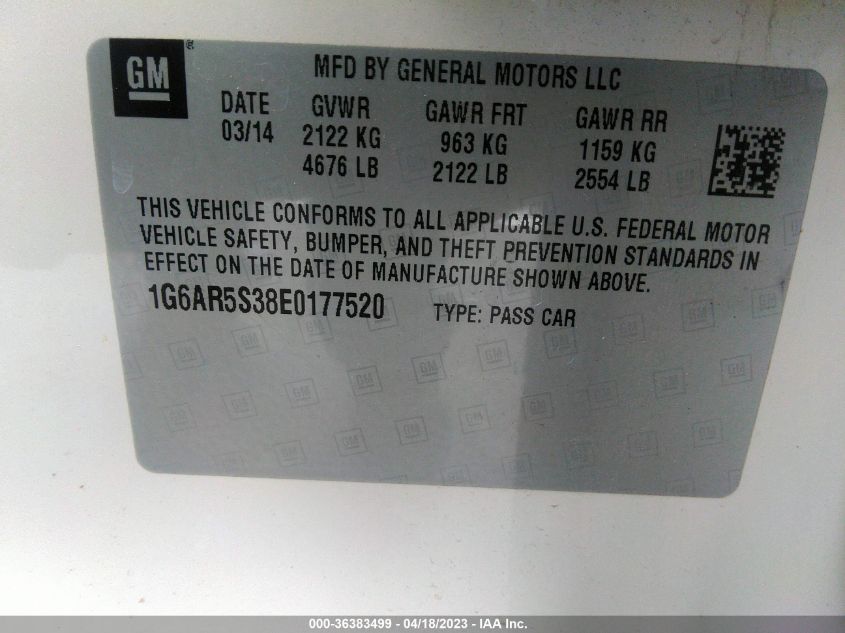 GM
MFD BY GENERAL MOTORS LLC
DATE GVWR GAWR FRT GAWR RR
03/14 2122 KG 963 KG 1159 KG
4676 LB 2122 LB 2554 LB
THIS VEHICLE CONFORMS TO ALL APPLICABLE U.S. FEDERAL MOTOR
VEHICLE SAFETY, BUMPER, AND THEFT PREVENTION STANDARDS IN
EFFECT ON THE DATE OF MANUFACTURE SHOWN ABOVE.
1G6AR5S38E0177520 TYPE: PASS CAR
000-36383499 - 04/18/2023 - IAA Inc.